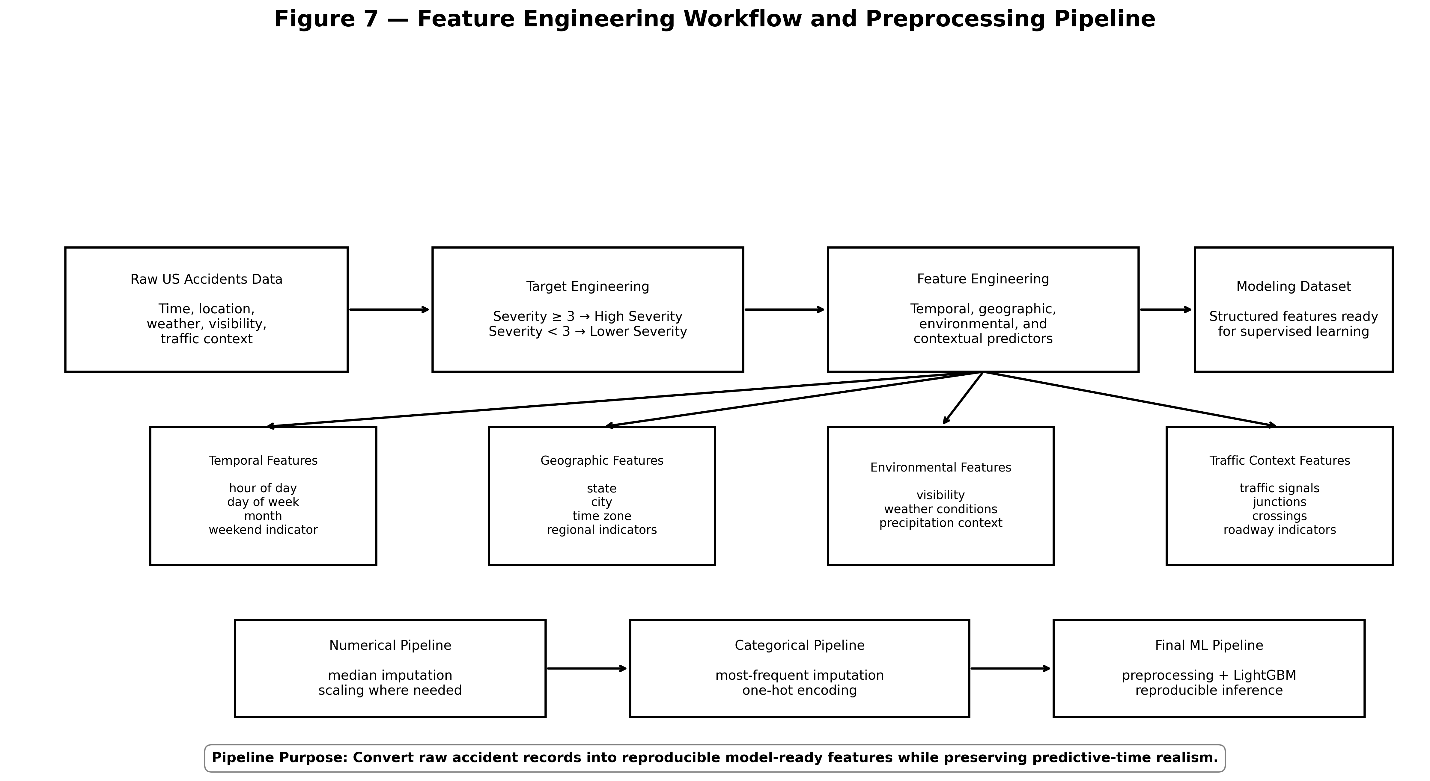 Figure 7 — Feature Engineering Workflow and Preprocessing Pipeline
Raw US Accidents Data
Time, location,
weather, visibility,
traffic context
Target Engineering
Severity ≥ 3 → High Severity
Severity < 3 → Lower Severity
Feature Engineering
Temporal, geographic,
environmental, and
contextual predictors
Modeling Dataset
Structured features ready
for supervised learning
Temporal Features
hour of day
day of week
month
weekend indicator
Geographic Features
state
city
time zone
regional indicators
Environmental Features
visibility
weather conditions
precipitation context
Traffic Context Features
traffic signals
junctions
crossings
roadway indicators
Numerical Pipeline
median imputation
scaling where needed
Categorical Pipeline
most-frequent imputation
one-hot encoding
Final ML Pipeline
preprocessing + LightGBM
reproducible inference
Pipeline Purpose: Convert raw accident records into reproducible model-ready features while preserving predictive-time realism.